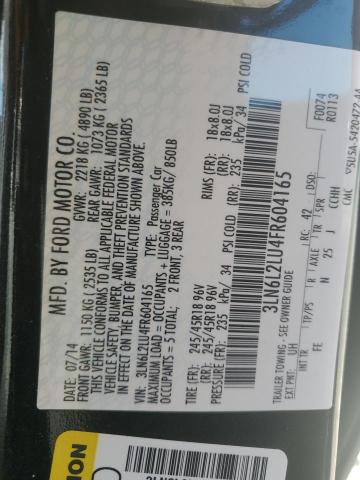 MFD. BY FORD MOTOR CO.
07/14 GVWR: 2218 KG ( 4890 LB)
FRONT GAWR: 1150 KG ( 2535 LB) REAR GAWR: 1073 KG ( 2365 LB)
THIS VEHICLE CONFORMS TO ALL APPLICABLE FEDERAL MOTOR
VEHICLE SAFETY, BUMPER, AND THEFT PREVENTION STANDARDS
IN EFFECT ON THE DATE OF MANUFACTURE SHOWN ABOVE.
VIN: 3LN6L2LU4FR604165 TYPE: Passenger Car
MAXIMUM LOAD = OCCUPANTS + LUGGAGE = 385KG/ 850LB
OCCUPANTS = 5 TOTAL: 2 FRONT, 3 REAR
TIRES: (FR) 245/45R18 96V RIMS (FR): 18x8.0J
(RR) 245/45R18 96V (RR): 18x8.0J
PRESSURE (FR): 235 kPa/ 34 PSI COLD (RR) 235 kPa/ 34 PSI COLD
3LN6L2LU4FR604165
F0074
R0113
TRAILER TOWING - SEE OWNER GUIDE
EXT PNT: UH RC: 42 DSO:
TP/PS R AXLE TR SPR
FE N 25 J CCHH